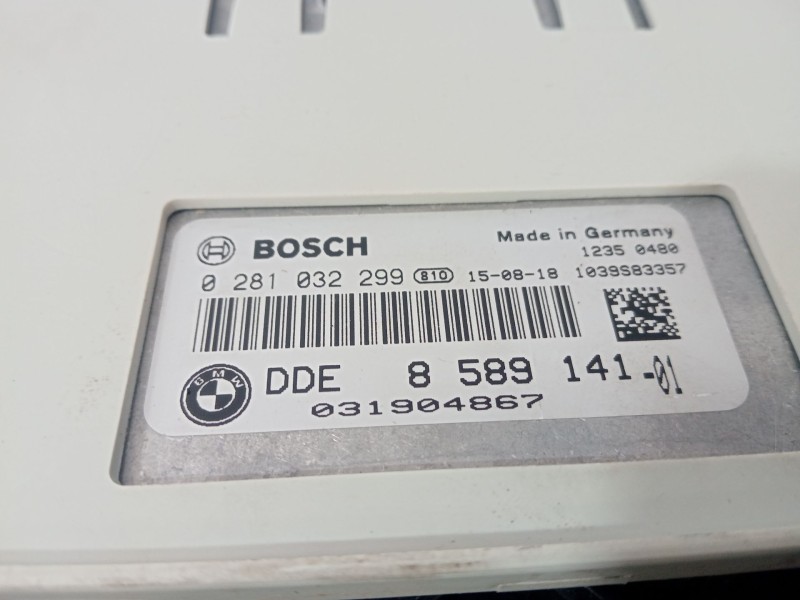 BOSCH
Made in Germany
1235 0480
0 281 032 299 810 15-08-18 1039S83357
BMW
DDE 8 589 141-01
031904867